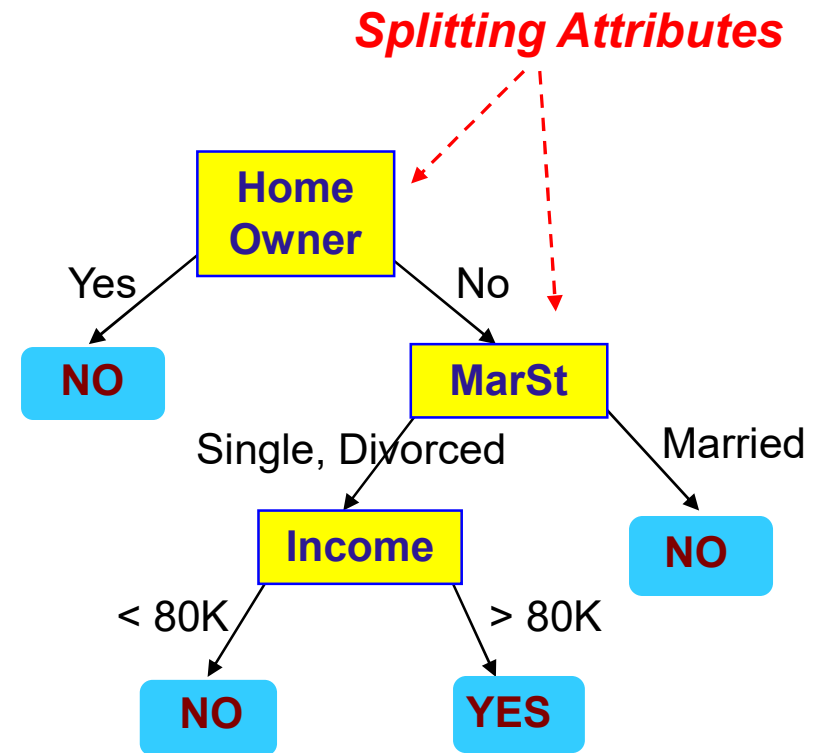 Splitting Attributes
Home
Owner
Yes
No
NO
MarSt
Single, Divorced
Married
Income
NO
< 80K
> 80K
NO
YES